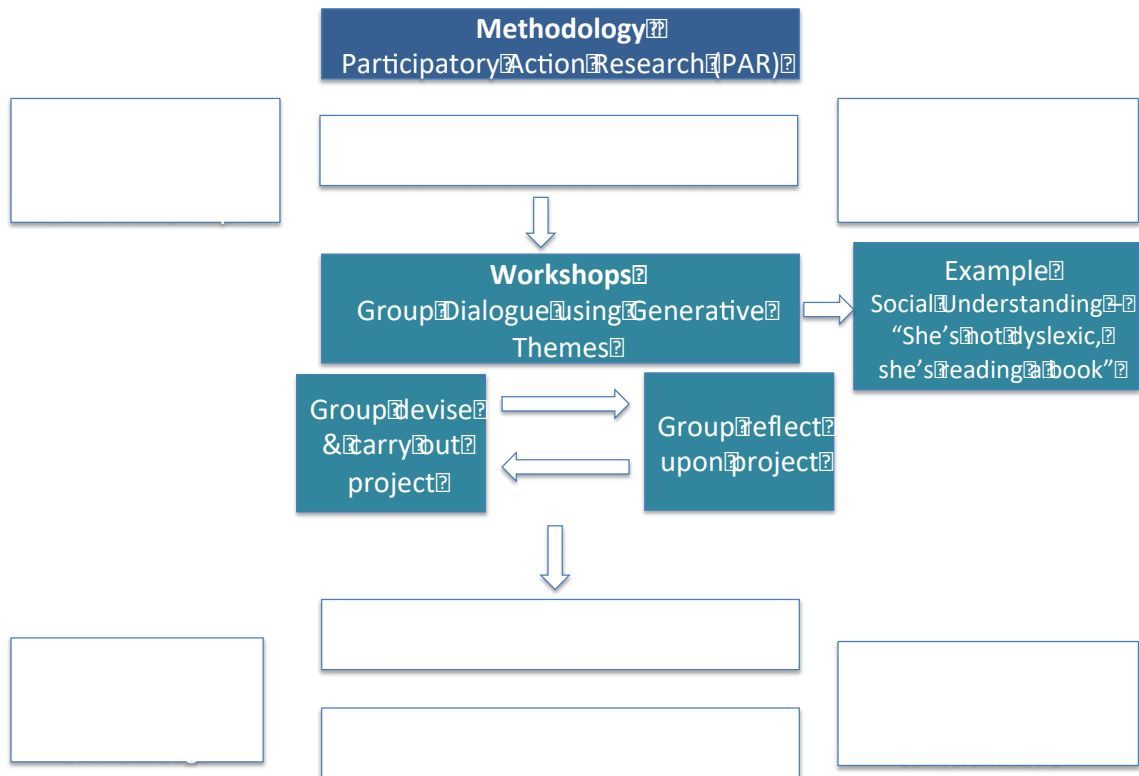 Methodology
Participatory Action Research (PAR)
Workshops
Group Dialogue using Generative
Themes
Example
Social Understanding –
“She’s not dyslexic,
she’s reading a book”
Group devise
& carry out
project
Group reflect
upon project